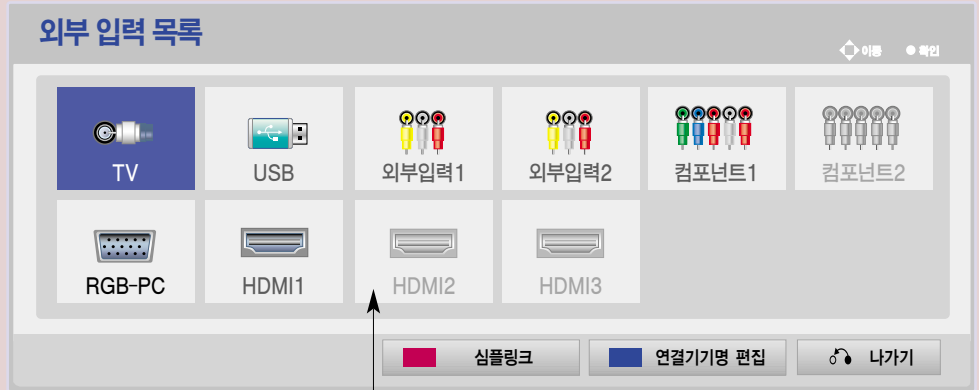 외부 입력 목록
이동 확인
TV USB 외부입력1 외부입력2 컴포넌트1 컴포넌트2
RGB-PC HDMI1 HDMI2 HDMI3
심플링크 연결기기명 편집 나가기